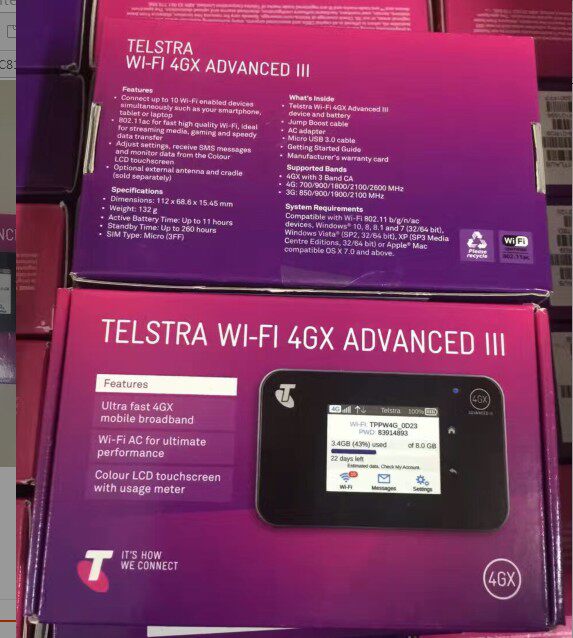 TELSTRA
WI-FI 4GX ADVANCED III
Features
• Connect up to 10 Wi-Fi enabled devices
simultaneously such as your smartphone,
tablet or laptop
• 802.11ac for fast high quality Wi-Fi, ideal
for streaming media, gaming and speedy
data transfer
• Adjust settings, receive SMS messages
and monitor data from the Colour
LCD touchscreen
• Optional external antenna and cradle
(sold separately)
Specifications
• Dimensions: 112 x 68.6 x 15.45 mm
• Weight: 132 g
• Active Battery Time: Up to 11 hours
• Standby Time: Up to 260 hours
• SIM Type: Micro (3FF)
What's Inside
• Telstra Wi-Fi 4GX Advanced III
device and battery
• Jump Boost cable
• AC adapter
• Micro USB 3.0 cable
• Getting Started Guide
• Manufacturer's warranty card
Supported Bands
• 4GX with 3 Band CA
• 4G: 700/900/1800/2100/2600 MHz
• 3G: 850/900/1900/2100 MHz
System Requirements
Compatible with Wi-Fi 802.11 b/g/n/ac
devices, Windows® 10, 8, 8.1 and 7 (32/64 bit),
Windows Vista® (SP2, 32/64 bit), XP (SP3 Media
Centre Editions, 32/64 bit) or Apple® Mac
compatible OS X 7.0 and above.
Please
recycle
WiFi
802.11ac
TELSTRA WI-FI 4GX ADVANCED III
Features
Ultra fast 4GX
mobile broadband
Wi-Fi AC for ultimate
performance
Colour LCD touchscreen
with usage meter
T
4GX
ADVANCED III
4G Telstra 100%
Wi-Fi: TPPW4G_0D23
PWD: 83914893
3.4GB (43%) used of 8.0 GB
22 days left
Estimated data, Check My Account.
10
Wi-Fi Messages Settings
T
IT'S HOW
WE CONNECT
4GX